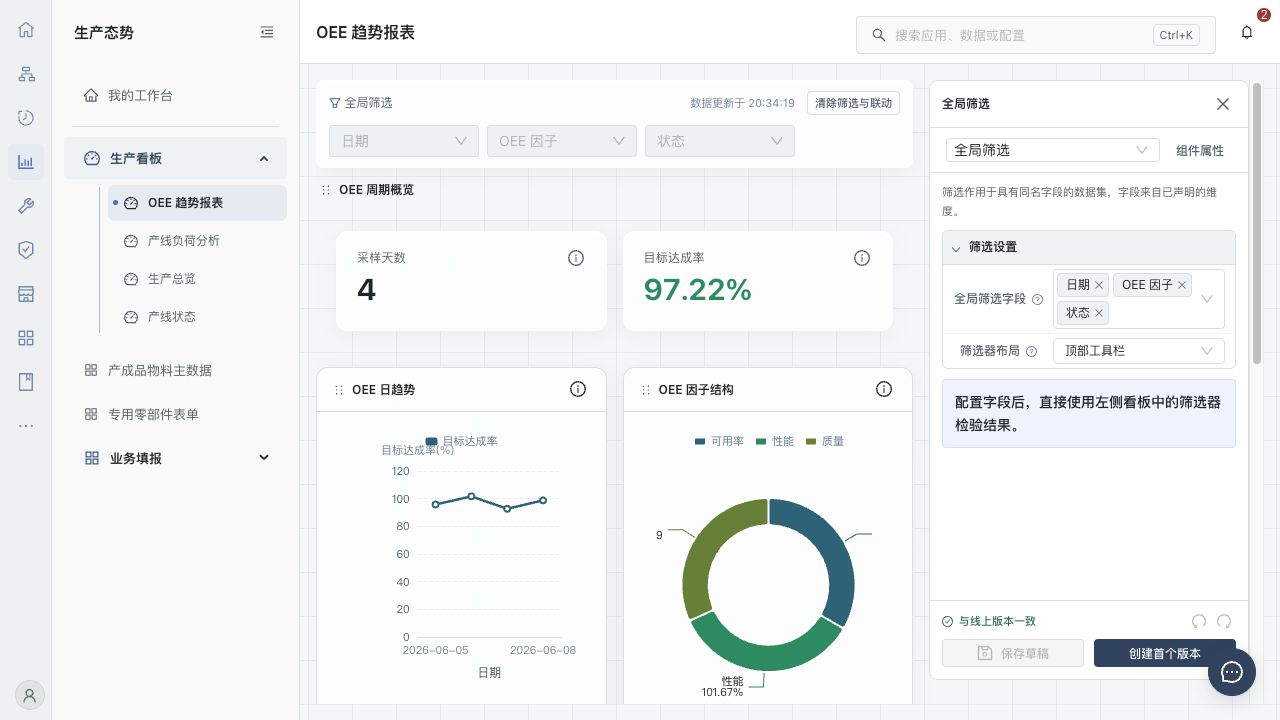 生产态势
我的工作台
生产看板
OEE 趋势报表
产线负荷分析
生产总览
产线状态
产成品物料主数据
专用零部件表单
业务填报
OEE 趋势报表
搜索应用、数据或配置
Ctrl+K
2
全局筛选
数据更新于 20:34:19
清除筛选与联动
日期
OEE 因子
状态
OEE 周期概览
采样天数
4
目标达成率
97.22%
OEE 日趋势
目标达成率
目标达成率(%)
120
100
80
60
40
20
0
2026-06-05
2026-06-08
日期
OEE 因子结构
可用率
性能
质量
9
性能
101.67%
全局筛选
全局筛选
组件属性
筛选作用于具有同名字段的数据集，字段来自已声明的维
度。
筛选设置
全局筛选字段
日期
OEE 因子
状态
筛选器布局
顶部工具栏
配置字段后，直接使用左侧看板中的筛选器
检验结果。
与线上版本一致
保存草稿
创建首个版本